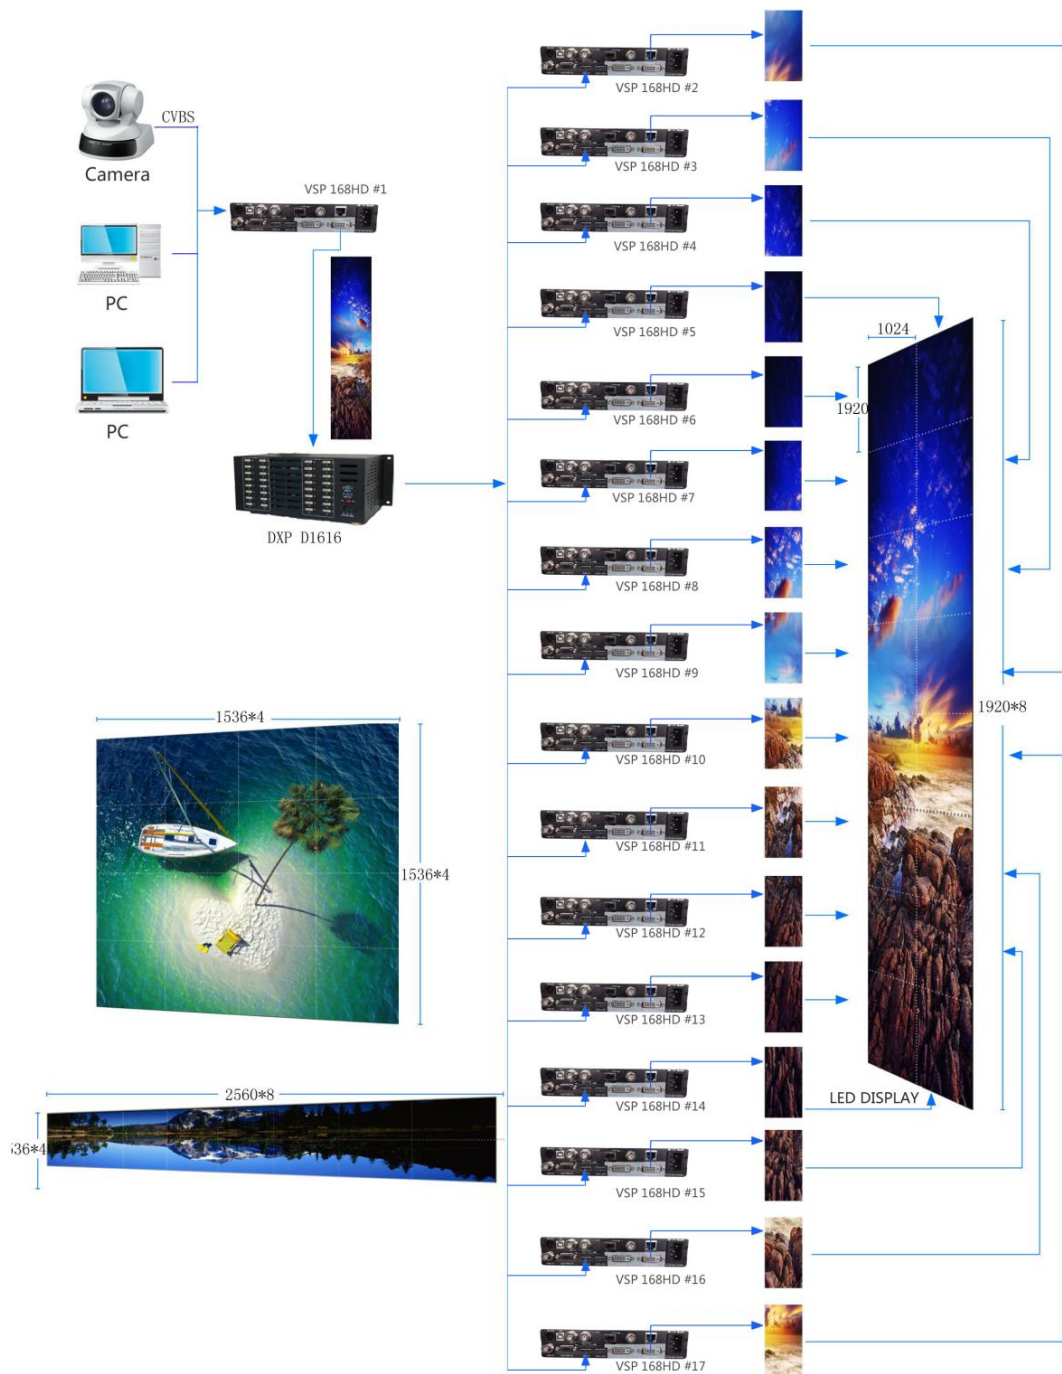 CVBS
Camera
VSP 168HD #1
PC
PC
DXP D1616
VSP 168HD #2
VSP 168HD #3
VSP 168HD #4
VSP 168HD #5
VSP 168HD #6
VSP 168HD #7
VSP 168HD #8
VSP 168HD #9
VSP 168HD #10
VSP 168HD #11
VSP 168HD #12
VSP 168HD #13
VSP 168HD #14
VSP 168HD #15
VSP 168HD #16
VSP 168HD #17
1024
1920
1920*8
LED DISPLAY
1536*4
1536*4
2560*8
536*4